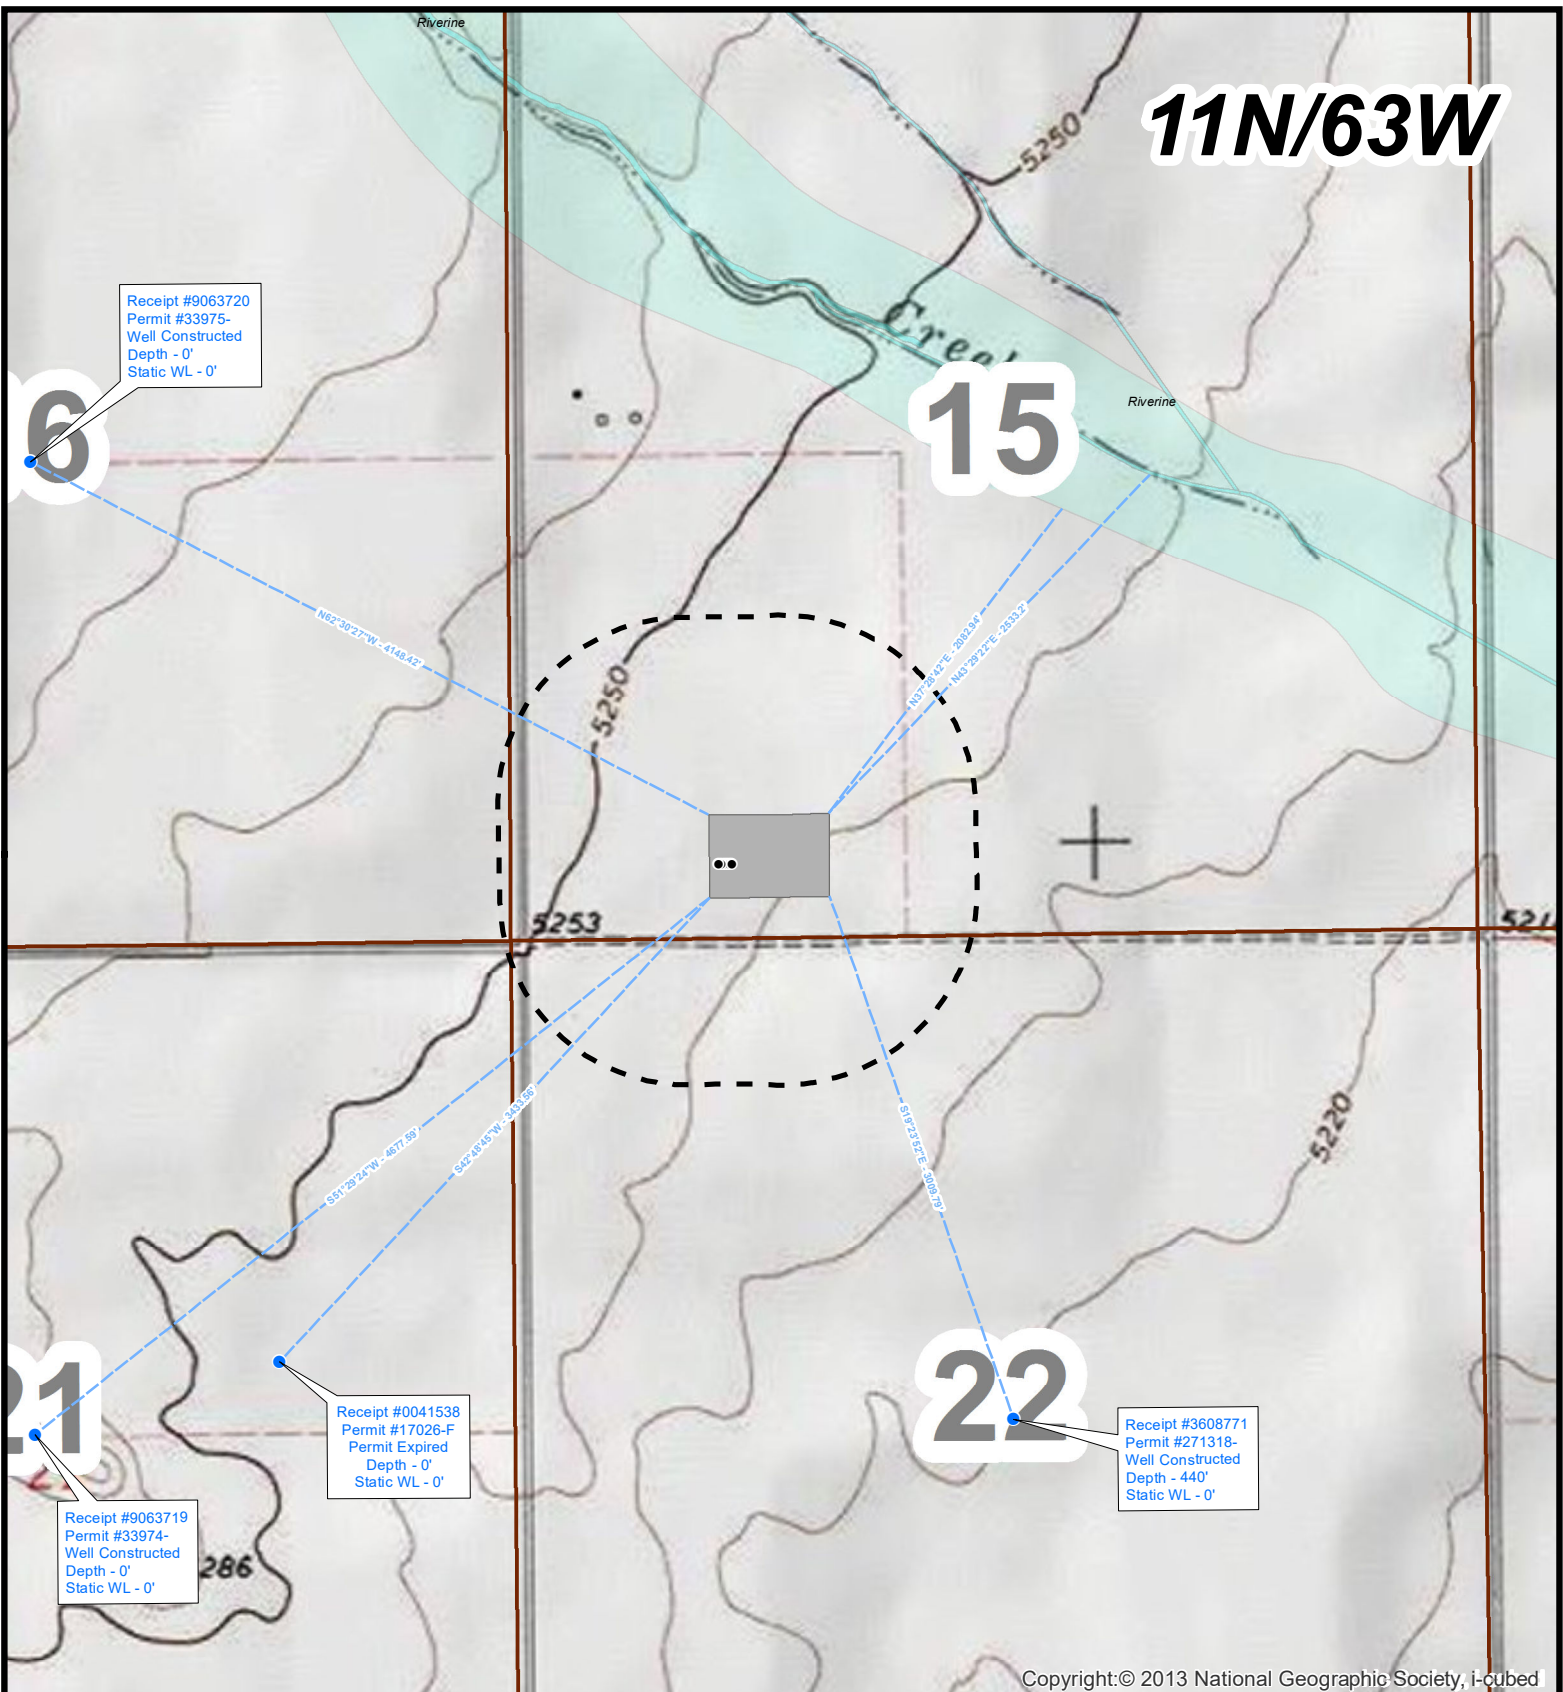 Riverine
11N/63W
5250
Receipt #9063720
Permit #33975-
Well Constructed
Depth - 0'
Static WL - 0'
Creek
15
Riverine
6
N62°30'27"W - 4148.42'
N37°28'42"E - 2082.94'
N43°29'22"E - 2533.2'
5250
5253
521
S51°29'24"W - 4677.59'
S42°48'45"W - 3433.56'
S19°23'52"E - 3009.79'
5220
21
22
Receipt #0041538
Permit #17026-F
Permit Expired
Depth - 0'
Static WL - 0'
Receipt #3608771
Permit #271318-
Well Constructed
Depth - 440'
Static WL - 0'
Receipt #9063719
Permit #33974-
Well Constructed
Depth - 0'
Static WL - 0'
286
Copyright:© 2013 National Geographic Society, i-cubed